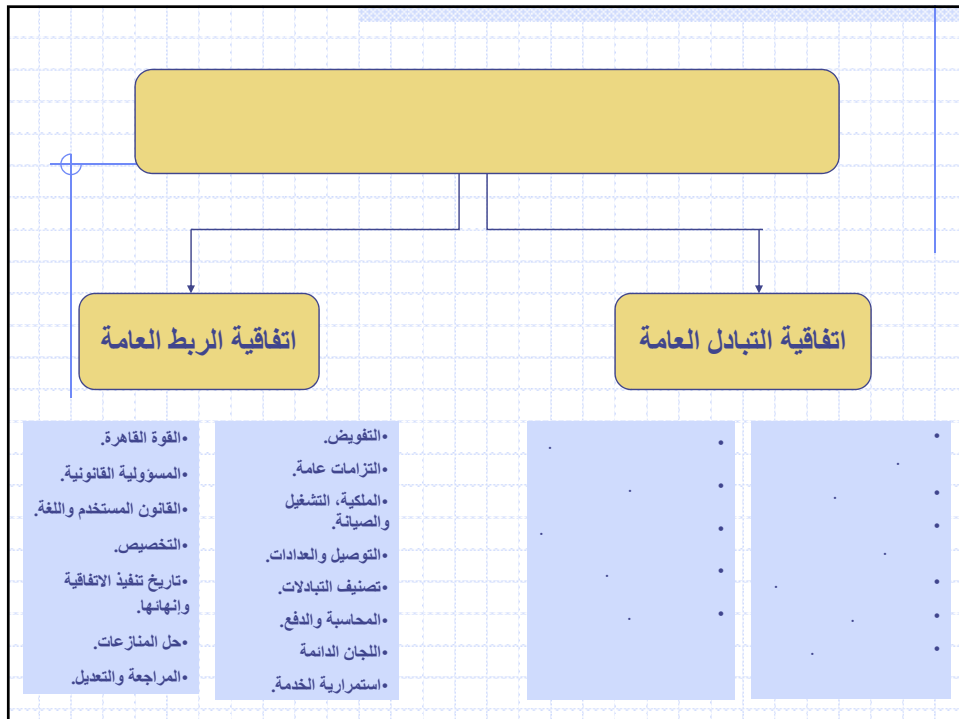 اتفاقية التبادل العامة
اتفاقية الربط العامة
•التفويض.
•التزامات عامة.
•الملكية، التشغيل
والصيانة.
•التوصيل والعدادات.
•تصنيف التبادلات.
•المحاسبة والدفع.
•اللجان الدائمة
•استمرارية الخدمة.
•القوة القاهرة.
•المسؤولية القانونية.
•القانون المستخدم واللغة.
•التخصيص.
•تاريخ تنفيذ الاتفاقية
وإنهائها.
•حل المنازعات.
•المراجعة والتعديل.